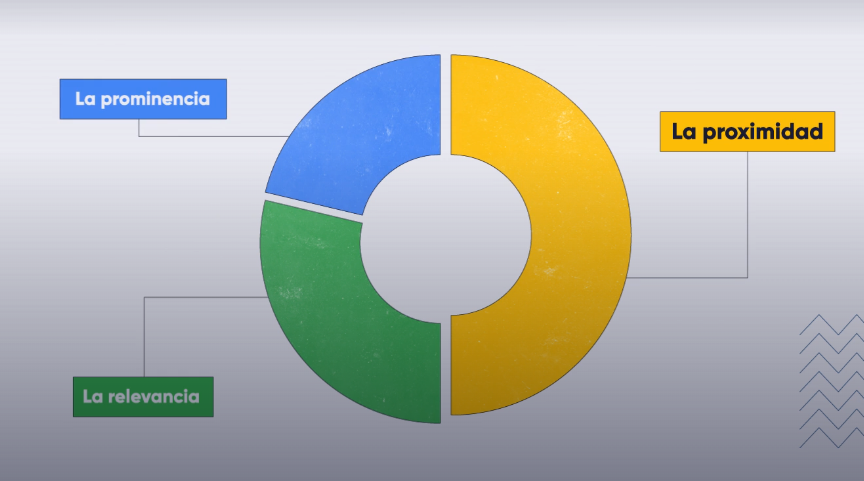 La prominencia
La proximidad
La relevancia